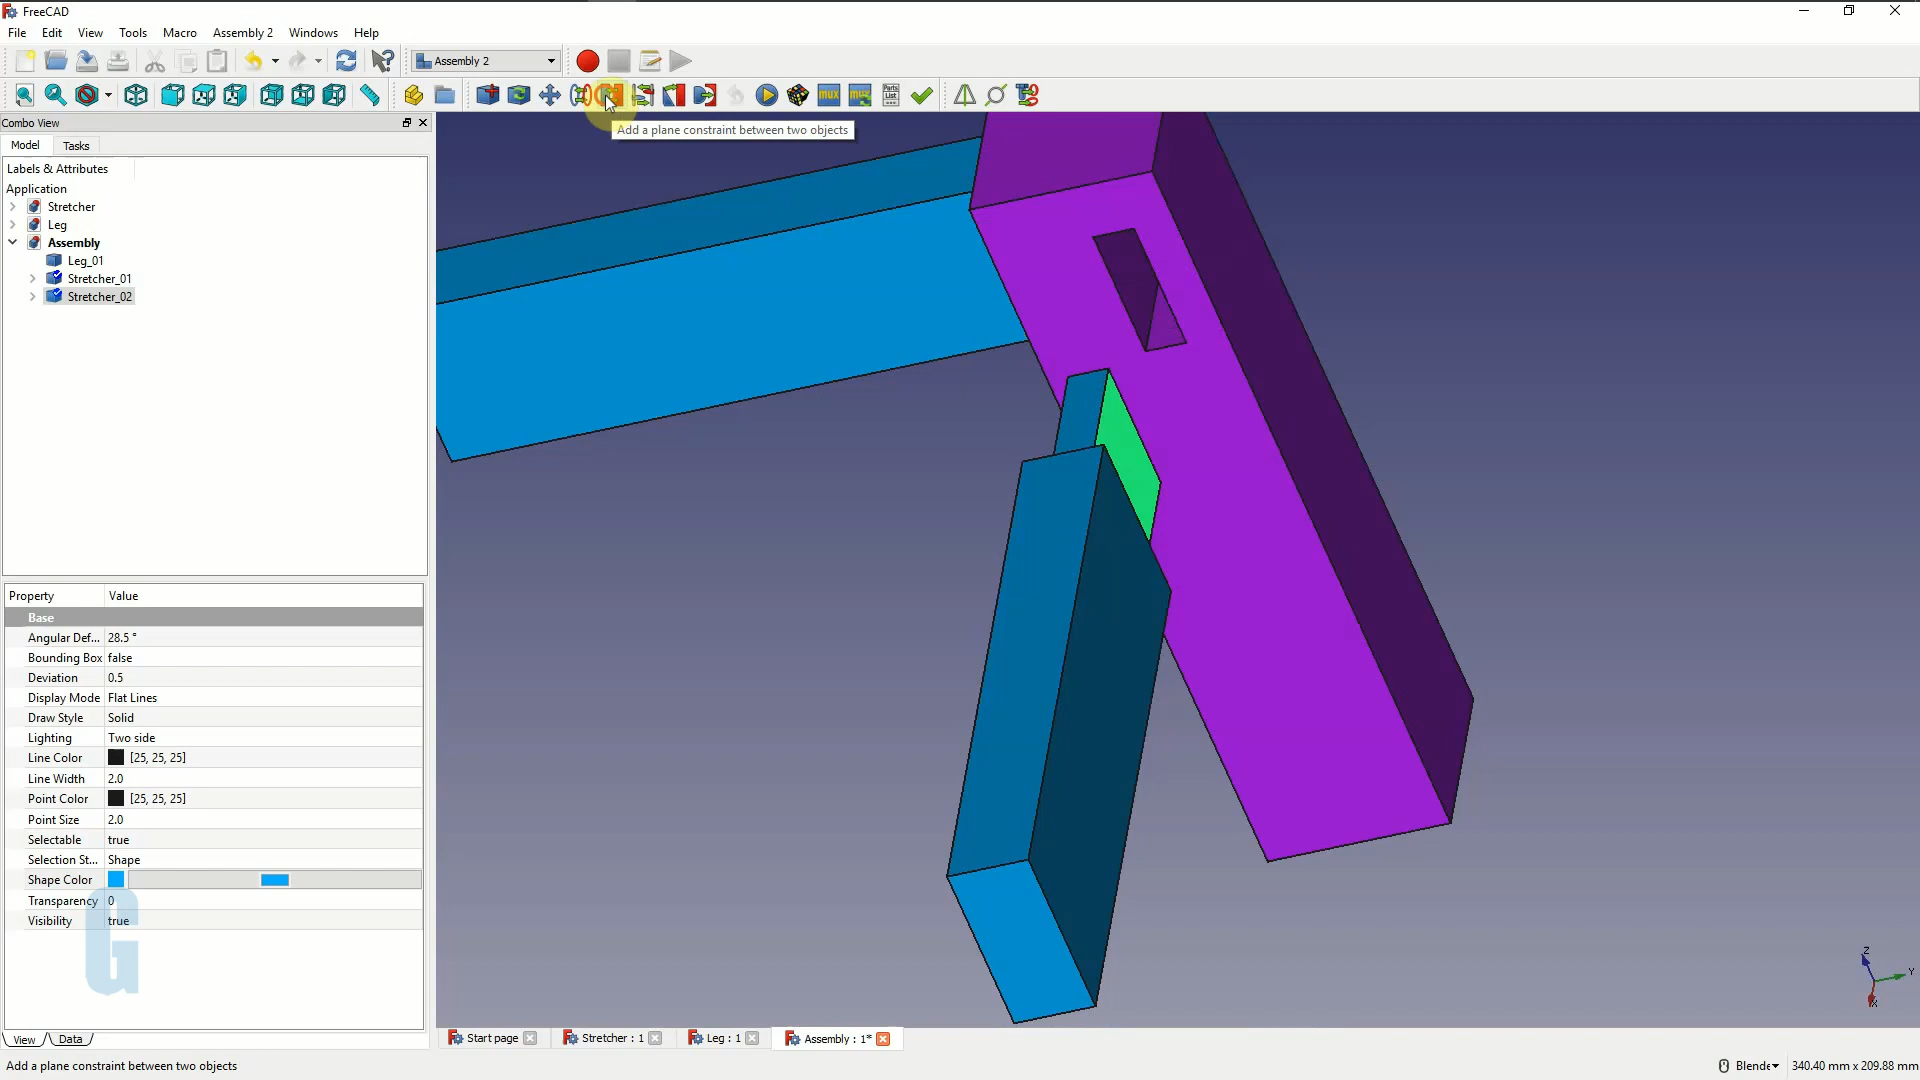 FreeCAD
File Edit View Tools Macro Assembly 2 Windows Help
Assembly 2
Combo View
Add a plane constraint between two objects
Model Tasks
Labels & Attributes
Application
Stretcher
Leg
Assembly
Leg_01
Stretcher_01
Stretcher_02
Property Value
Base
Angular Def... 28.5 °
Bounding Box false
Deviation 0.5
Display Mode Flat Lines
Draw Style Solid
Lighting Two side
Line Color [25, 25, 25]
Line Width 2.0
Point Color [25, 25, 25]
Point Size 2.0
Selectable true
Selection St... Shape
Shape Color
Transparency 0
Visibility true
G
Z
Y
X
View Data
Start page Stretcher : 1 Leg : 1 Assembly : 1*
Add a plane constraint between two objects
Blende 340.40 mm x 209.88 mm